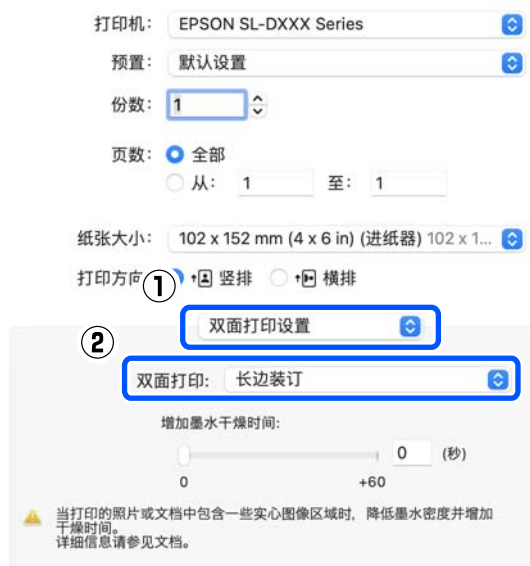 打印机： EPSON SL-DXXX Series
预置： 默认设置
份数： 1
页数： 全部
从： 1 至： 1
纸张大小： 102 x 152 mm (4 x 6 in) (进纸器) 102 x 1...
打印方向 竖排 横排
①
双面打印设置
②
双面打印: 长边装订
增加墨水干燥时间:
0 (秒)
0 +60
当打印的照片或文档中包含一些实心图像区域时，降低墨水密度并增加
干燥时间。
详细信息请参见文档。